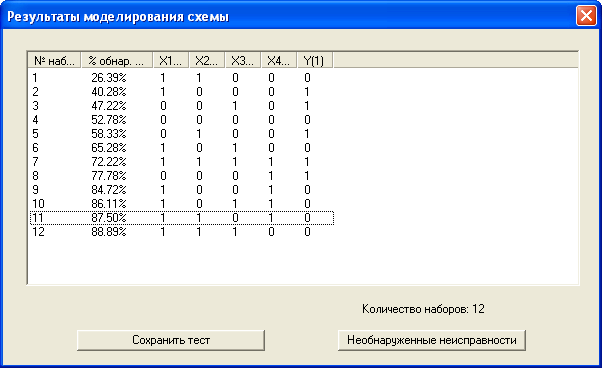 Результаты моделирования схемы
№ наб... % обнар. ... X1... X2... X3... X4... Y(1)
1 26.39% 1 1 0 0 0
2 40.28% 1 0 0 0 1
3 47.22% 0 0 1 0 1
4 52.78% 0 0 0 0 0
5 58.33% 0 1 0 0 1
6 65.28% 1 0 1 0 0
7 72.22% 1 1 1 1 1
8 77.78% 0 0 0 1 1
9 84.72% 1 0 0 1 0
10 86.11% 1 0 1 1 0
11 87.50% 1 1 0 1 0
12 88.89% 1 1 1 0 0
Количество наборов: 12
Сохранить тест Необнаруженные неисправности